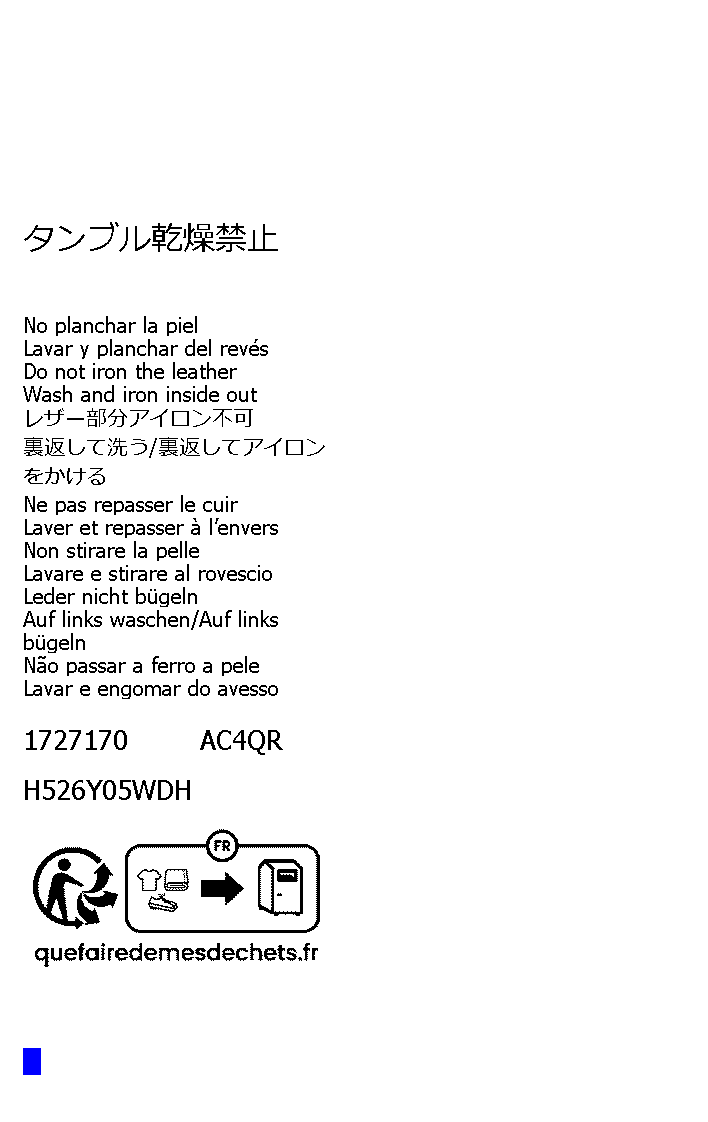 タンブル乾燥禁止
No planchar la piel
Lavar y planchar del revés
Do not iron the leather
Wash and iron inside out
レザー部分アイロン不可
裏返して洗う/裏返してアイロン
をかける
Ne pas repasser le cuir
Laver et repasser à l’envers
Non stirare la pelle
Lavare e stirare al rovescio
Leder nicht bügeln
Auf links waschen/Auf links
bügeln
Não passar a ferro a pele
Lavar e engomar do avesso
1727170 AC4QR
H526Y05WDH
FR
quefairedemesdechets.fr